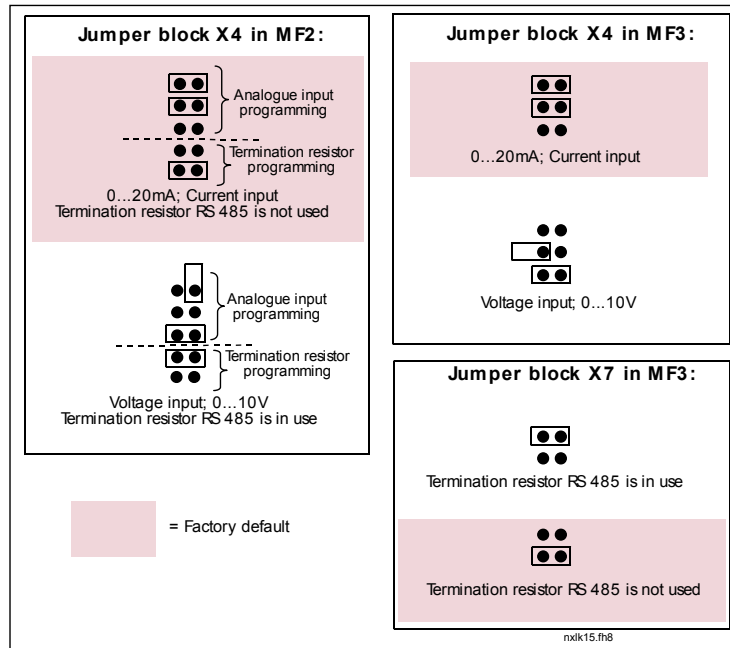 Jumper block X4 in MF2:
Analogue input
programming
Termination resistor
programming
0...20mA; Current input
Termination resistor RS 485 is not used
Analogue input
programming
Termination resistor
programming
Voltage input; 0...10V
Termination resistor RS 485 is in use
= Factory default
Jumper block X4 in MF3:
0...20mA; Current input
Voltage input; 0...10V
Jumper block X7 in MF3:
Termination resistor RS 485 is in use
Termination resistor RS 485 is not used
nxlk15.fh8